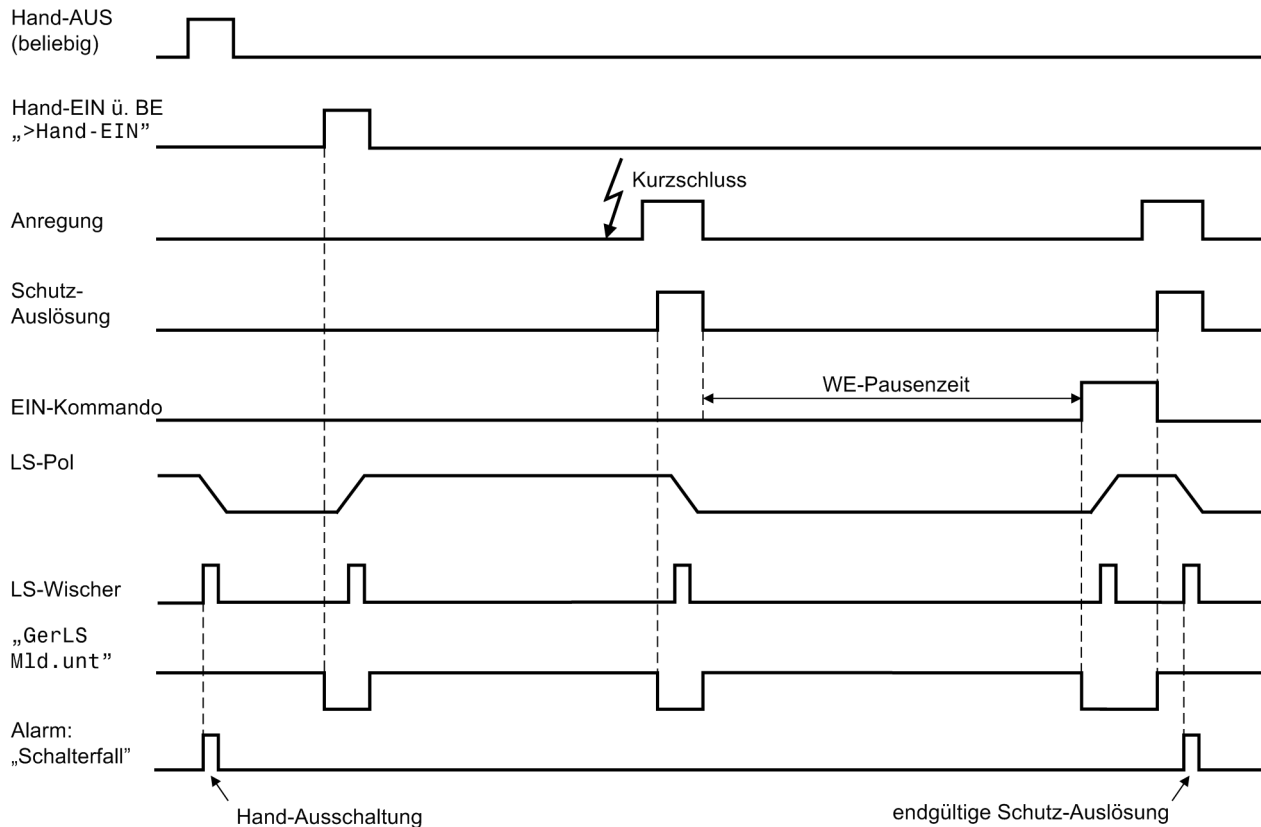 Hand-AUS
(beliebig)
Hand-EIN ü. BE
„>Hand-EIN”
Kurzschluss
Anregung
Schutz-
Auslösung
WE-Pausenzeit
EIN-Kommando
LS-Pol
LS-Wischer
„GerLS
Mld.unt”
Alarm:
„Schalterfall”
Hand-Ausschaltung
endgültige Schutz-Auslösung